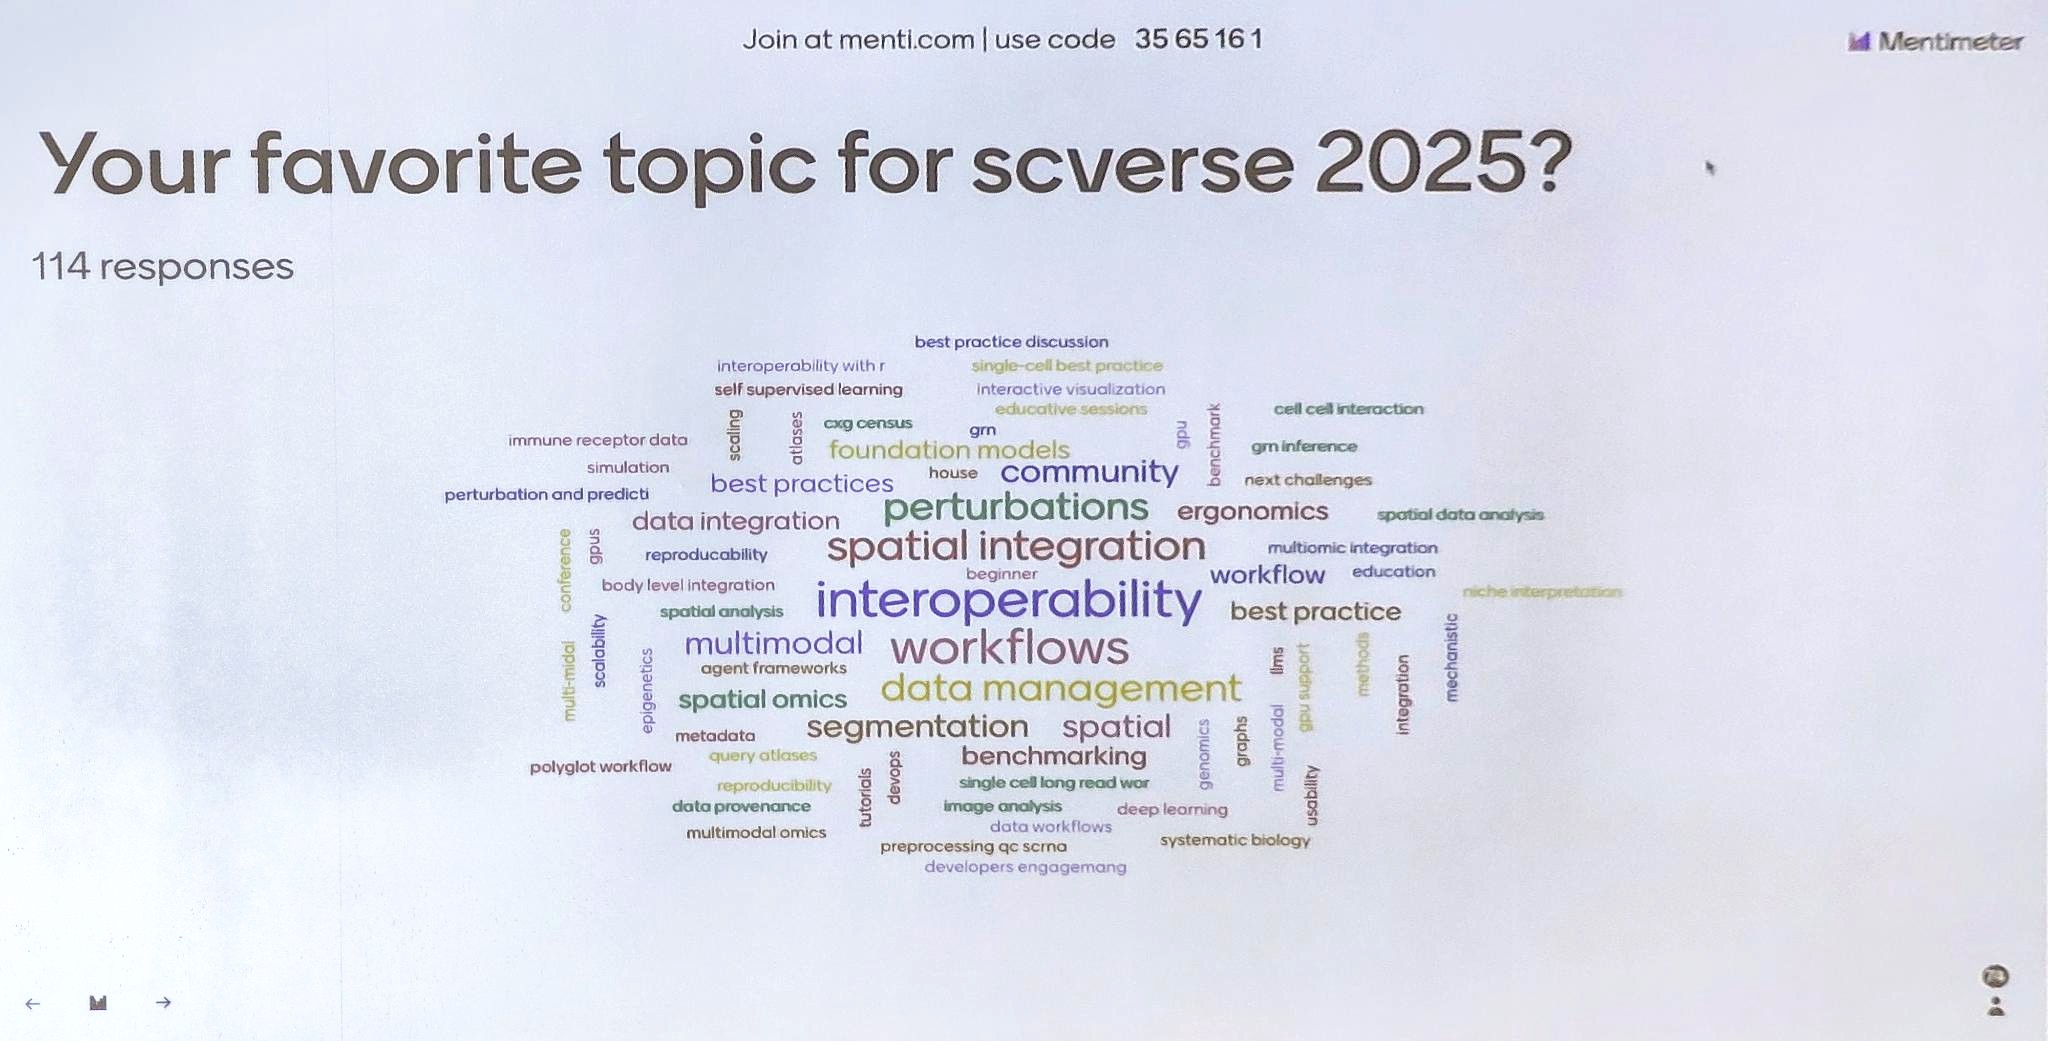 Join at menti.com | use code 3565161
Mentimeter
Your favorite topic for scverse 2025?
114 responses
best practice discussion
interoperability with r
single-cell best practice
self supervised learning
interactive visualization
educative sessions
cell cell interaction
scaling
atlases
cxg census
grn
gpu
benchmark
immune receptor data
foundation models
grn inference
simulation
house
community
next challenges
perturbation and predicti
best practices
perturbations
ergonomics
spatial data analysis
data integration
conference
gpus
reproducability
spatial integration
multiomic integration
beginner
workflow
education
body level integration
interoperability
niche interpretation
spatial analysis
best practice
multi-midal
scalability
epigenetics
multimodal
workflows
llms
gpu support
methods
integration
mechanistic
agent frameworks
spatial omics
data management
segmentation
spatial
metadata
genomics
graphs
multi-modal
usability
query atlases
benchmarking
polyglot workflow
tutorials
devops
reproducibility
single cell long read wor
data provenance
image analysis
deep learning
data workflows
multimodal omics
preprocessing qc scrna
systematic biology
developers engagemang